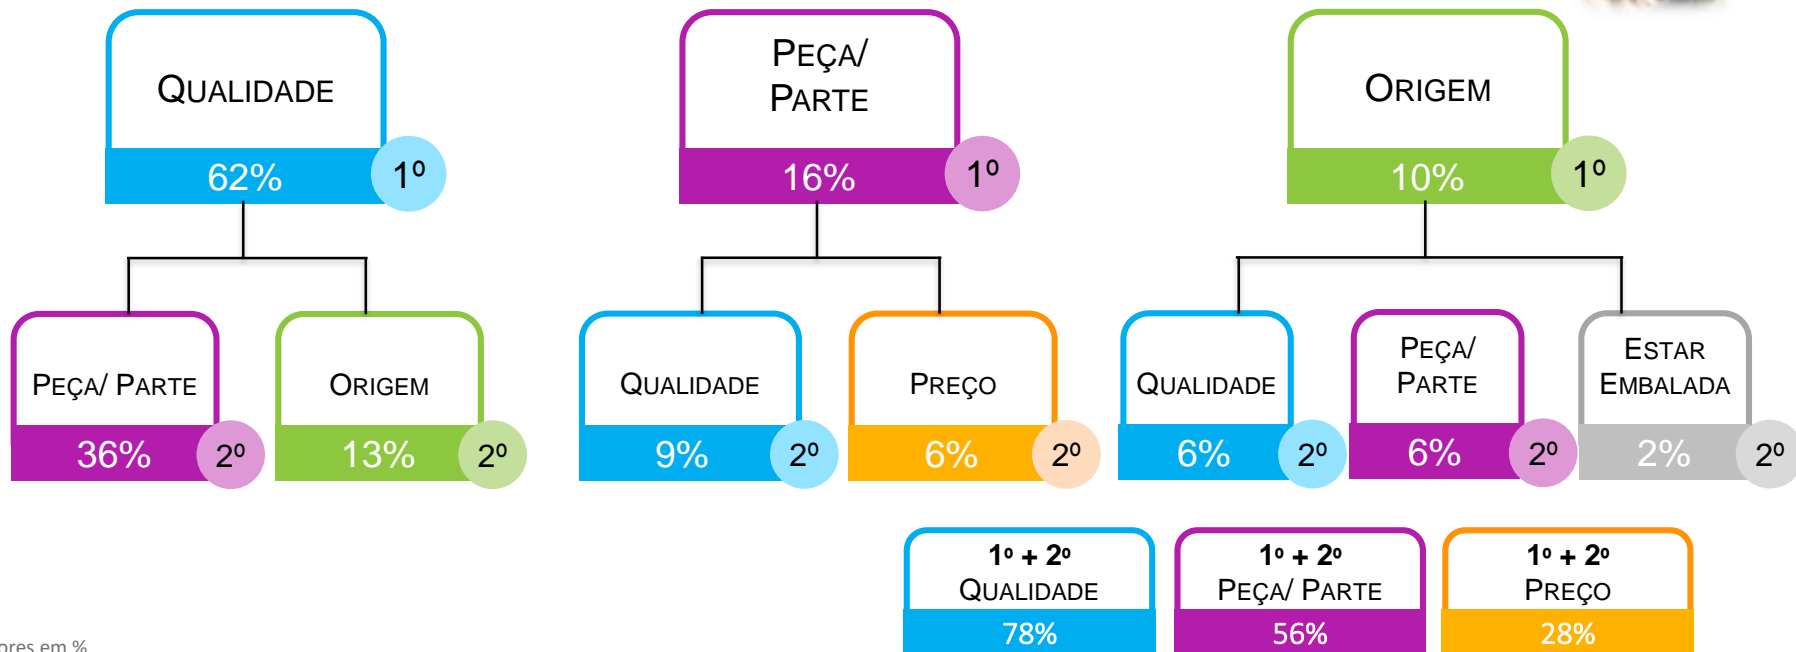 QUALIDADE
62%
1º
PEÇA/
PARTE
16%
1º
ORIGEM
10%
1º
PEÇA/ PARTE
36%
2º
ORIGEM
13%
2º
QUALIDADE
9%
2º
PREÇO
6%
2º
QUALIDADE
6%
2º
PEÇA/
PARTE
6%
2º
ESTAR
EMBALADA
2%
2º
1º + 2º
QUALIDADE
78%
1º + 2º
PEÇA/ PARTE
56%
1º + 2º
PREÇO
28%
ores em %